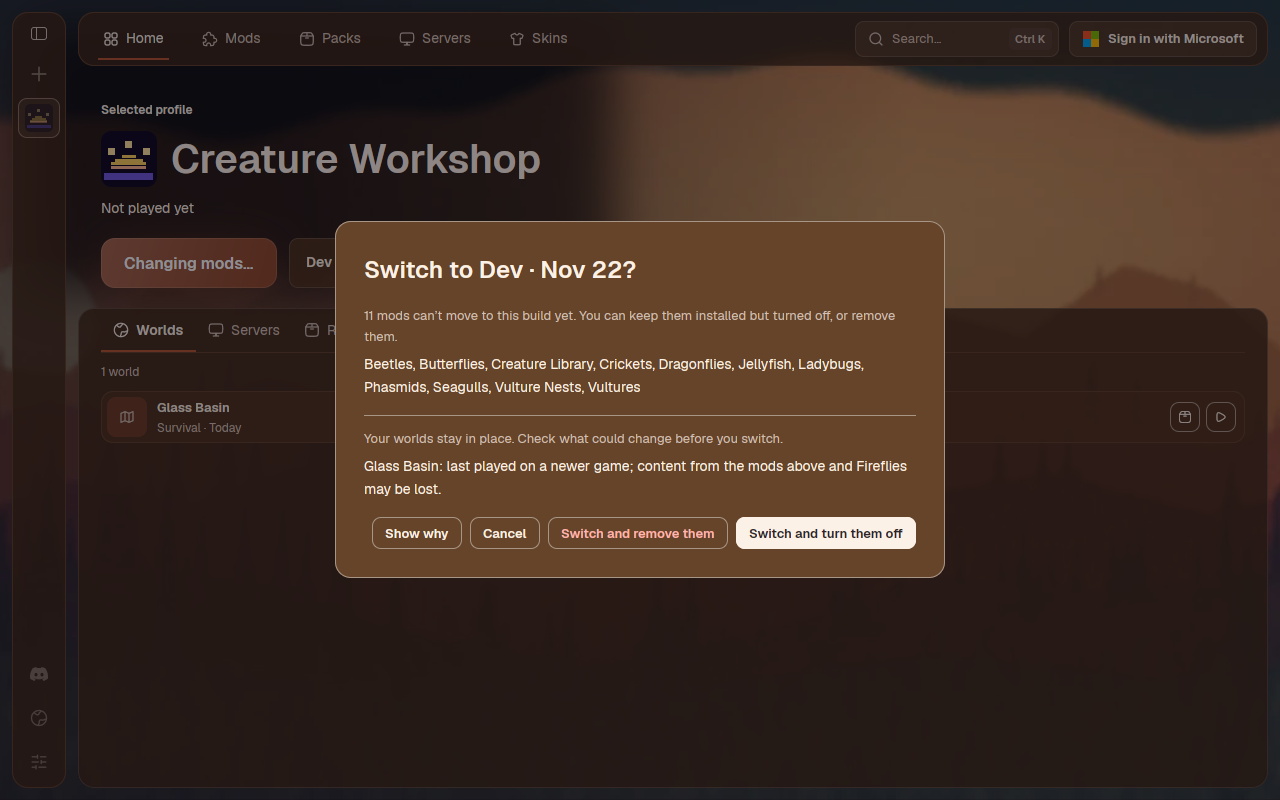 Home
Mods
Packs
Servers
Skins
Search...
Ctrl K
Sign in with Microsoft
Selected profile
Creature Workshop
Not played yet
Changing mods...
Dev
Switch to Dev · Nov 22?
11 mods can't move to this build yet. You can keep them installed but turned off, or remove
them.
Beetles, Butterflies, Creature Library, Crickets, Dragonflies, Jellyfish, Ladybugs,
Phasmids, Seagulls, Vulture Nests, Vultures
Your worlds stay in place. Check what could change before you switch.
Glass Basin: last played on a newer game; content from the mods above and Fireflies
may be lost.
Show why
Cancel
Switch and remove them
Switch and turn them off
Worlds
Servers
1 world
Glass Basin
Survival · Today